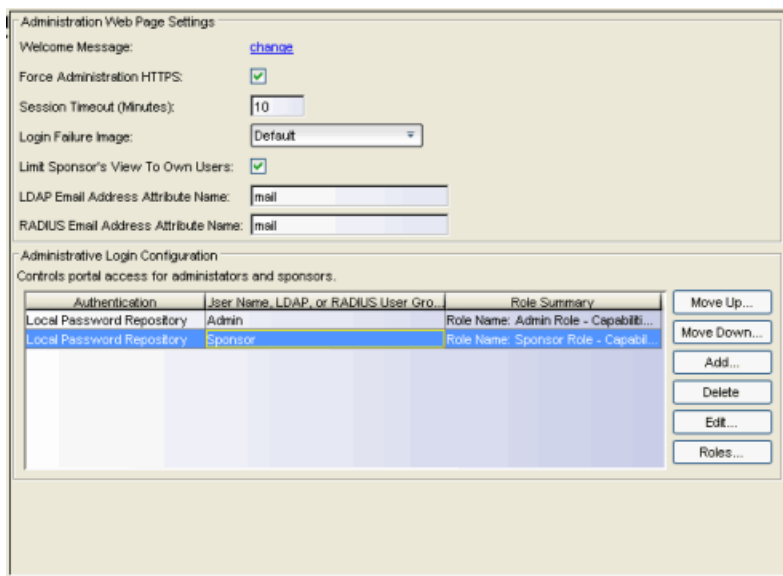 Administration Web Page Settings
Welcome Message: change
Force Administration HTTPS:
Session Timeout (Minutes): 10
Login Failure Image: Default
Limit Sponsor's View To Own Users:
LDAP Email Address Attribute Name: mail
RADIUS Email Address Attribute Name: mail
Administrative Login Configuration
Controls portal access for administators and sponsors.
Authentication User Name, LDAP, or RADIUS User Gro... Role Summary
Local Password Repository Admin Role Name: Admin Role - Capabiliti...
Local Password Repository Sponsor Role Name: Sponsor Role - Capabil...
Move Up...
Move Down...
Add...
Delete
Edit...
Roles...